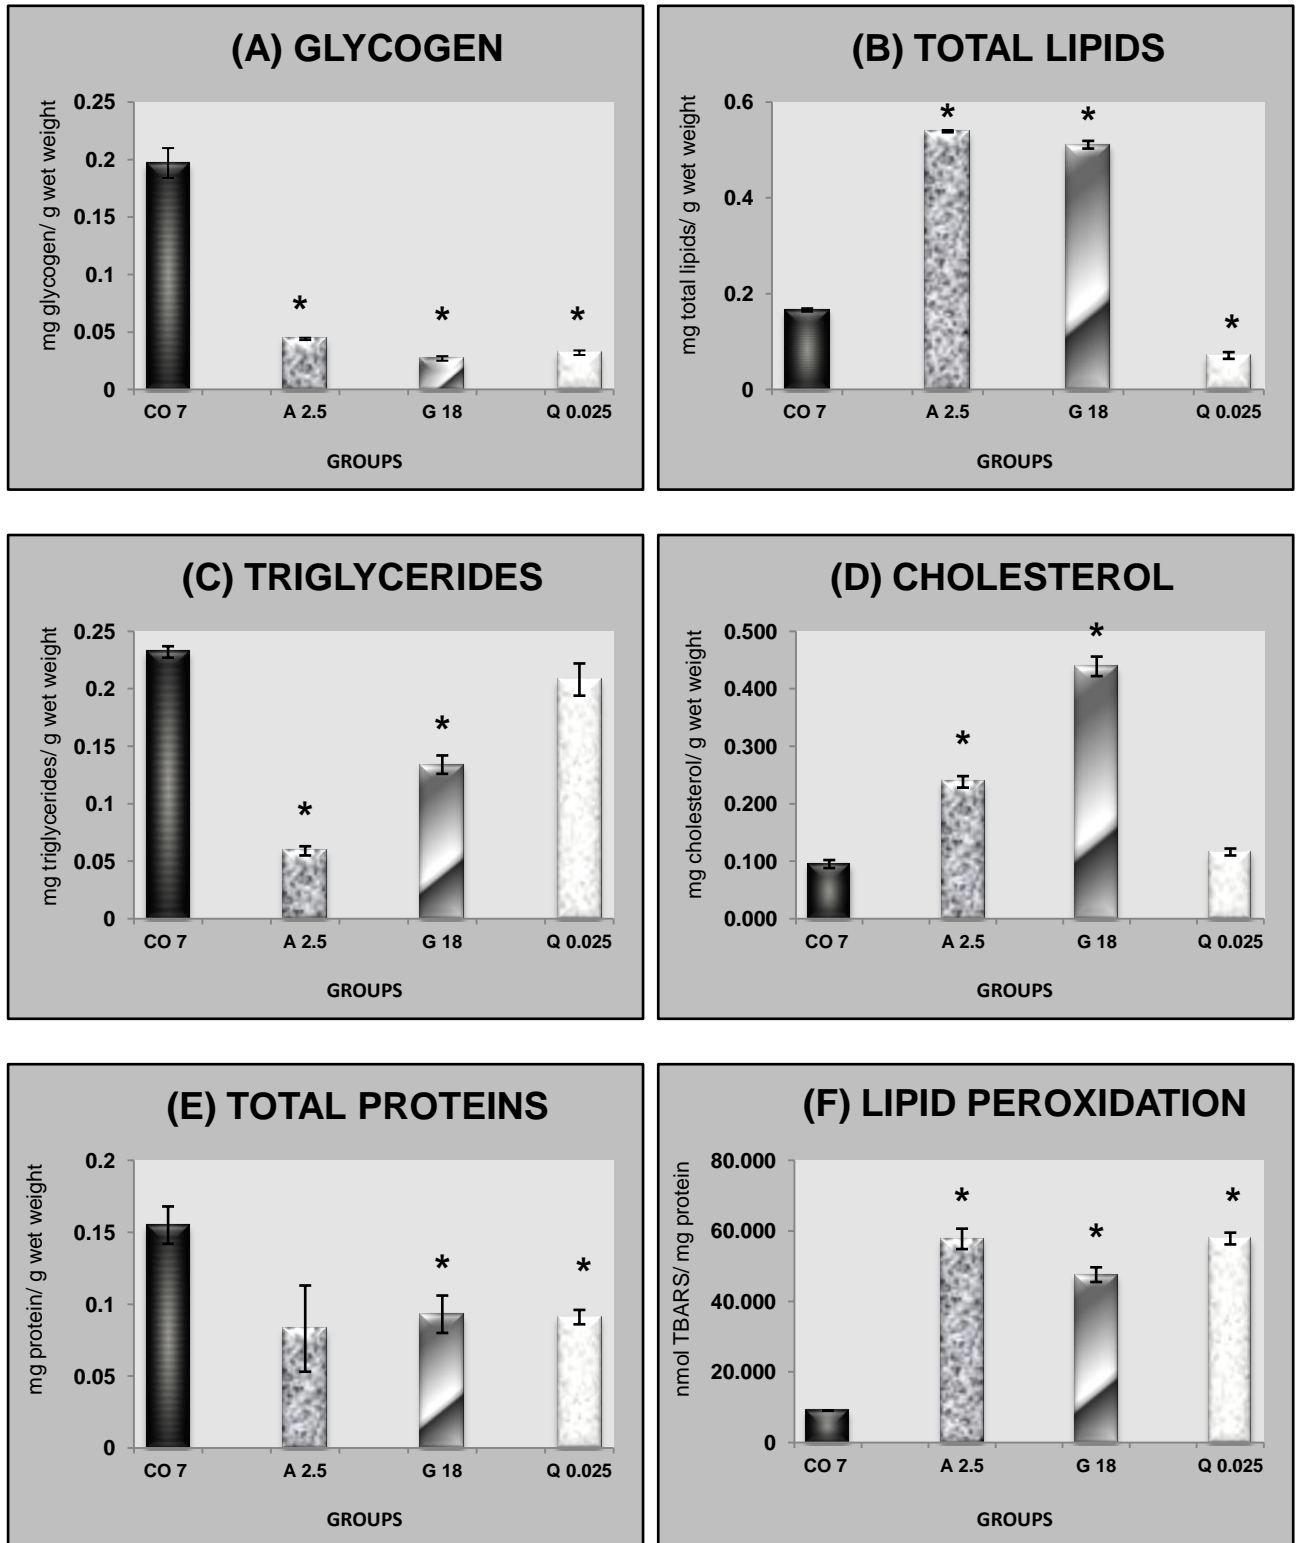 (A) GLYCOGEN
mg glycogen/ g wet weight
0.25
0.2
0.15
0.1
0.05
0
*
*
*
CO 7 A 2.5 G 18 Q 0.025
GROUPS
(B) TOTAL LIPIDS
mg total lipids/ g wet weight
0.6
0.4
0.2
0
*
*
*
CO 7 A 2.5 G 18 Q 0.025
GROUPS
(C) TRIGLYCERIDES
mg triglycerides/ g wet weight
0.25
0.2
0.15
0.1
0.05
0
*
*
CO 7 A 2.5 G 18 Q 0.025
GROUPS
(D) CHOLESTEROL
mg cholesterol/ g wet weight
0.500
0.400
0.300
0.200
0.100
0.000
*
*
CO 7 A 2.5 G 18 Q 0.025
GROUPS
(E) TOTAL PROTEINS
mg protein/ g wet weight
0.2
0.15
0.1
0.05
0
*
*
CO 7 A 2.5 G 18 Q 0.025
GROUPS
(F) LIPID PEROXIDATION
nmol TBARS/ mg protein
80.000
60.000
40.000
20.000
0
*
*
*
CO 7 A 2.5 G 18 Q 0.025
GROUPS